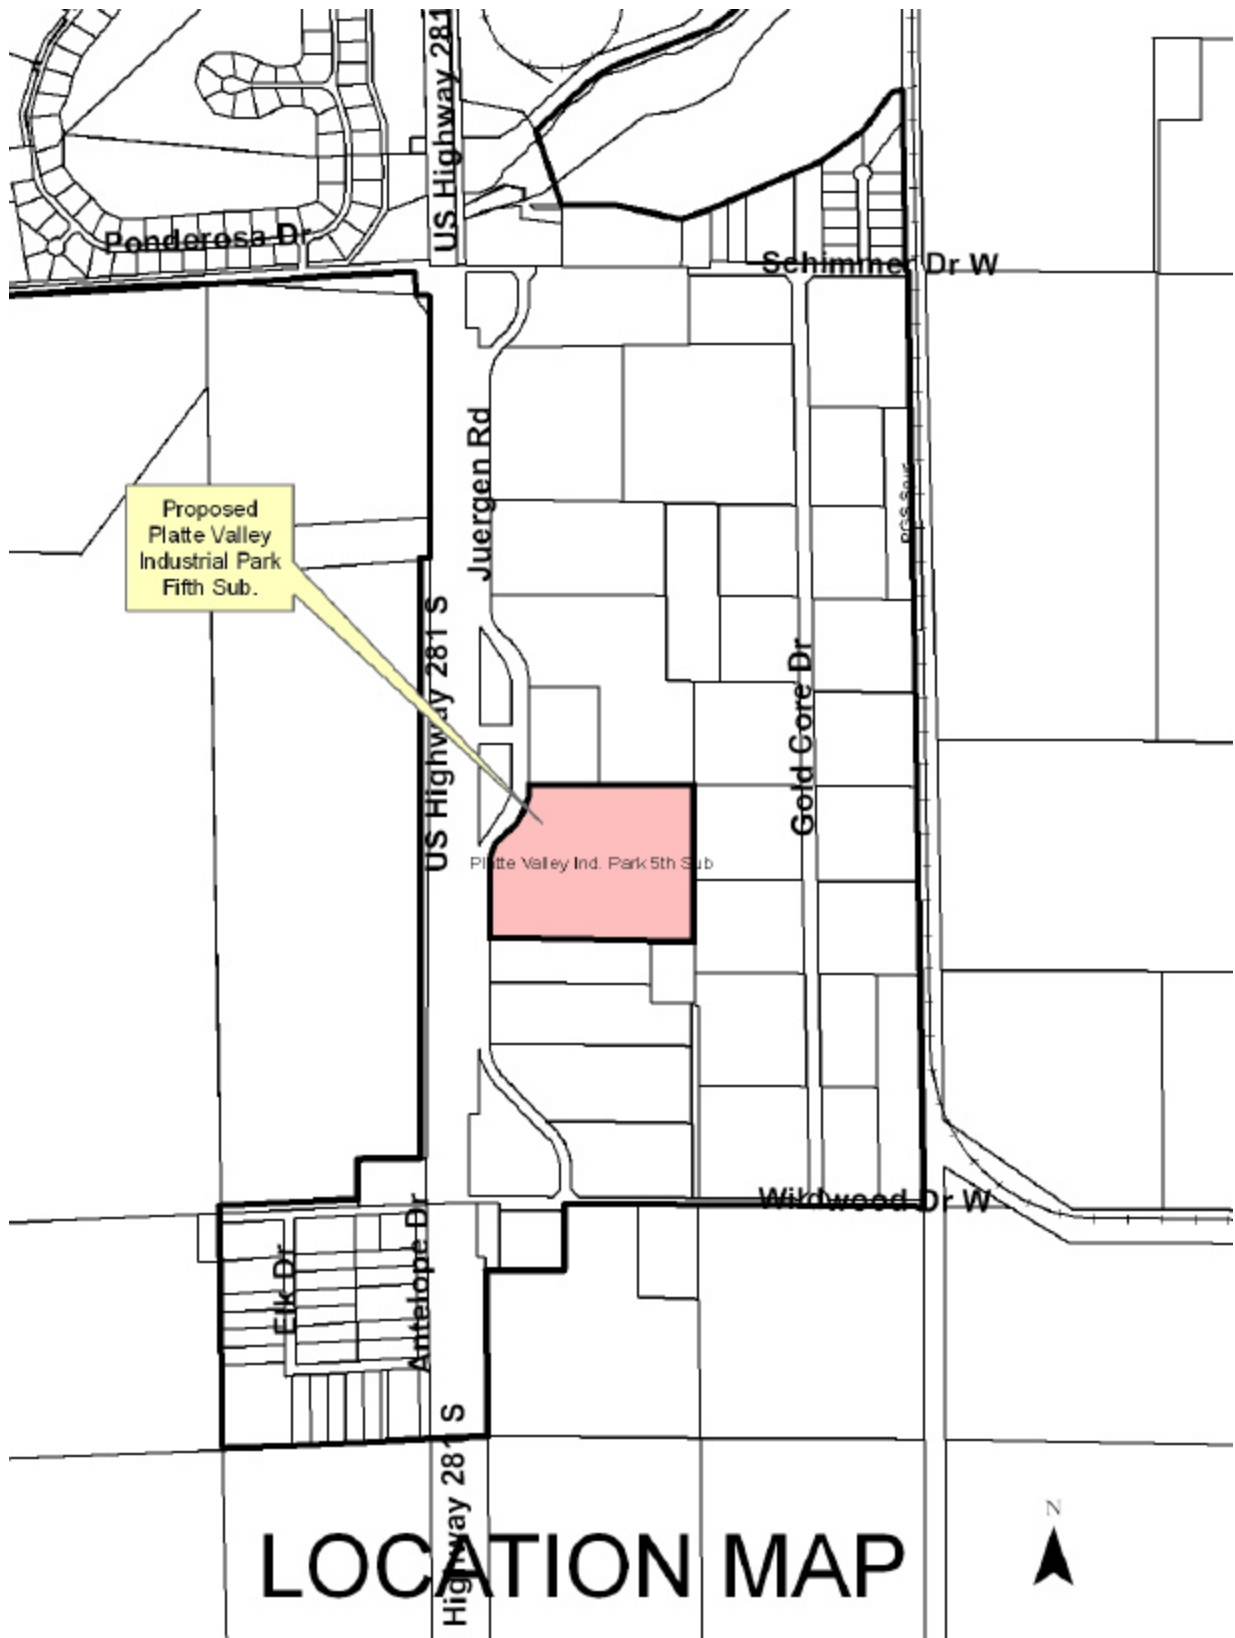 US Highway 281
Ponderosa Dr
Schimmer Dr W
Juergen Rd
Proposed
Platte Valley
Industrial Park
Fifth Sub.
US Highway 281 S
Gold Core Dr
Platte Valley Ind. Park 5th Sub
Wildwood Dr W
Elk Dr
Antelope Dr
Highway 281 S
N
LOCATION MAP